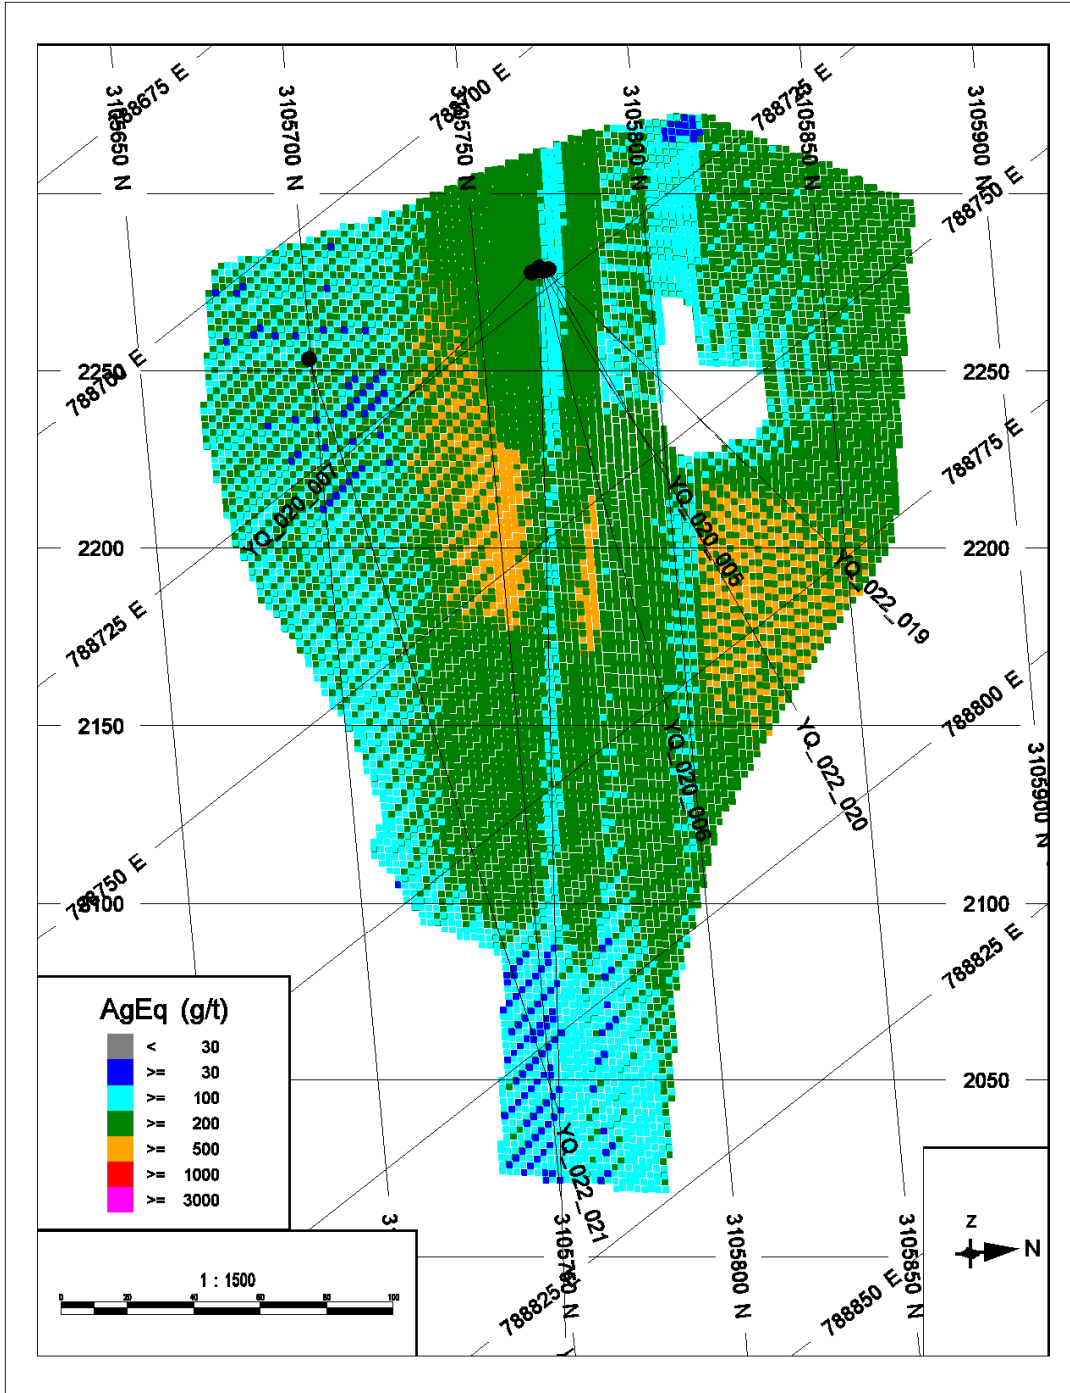 788675 E
788700 E
788725 E
3105650 N
3105700 N
3105750 N
3105800 N
3105850 N
3105900 N
788750 E
788700 E
2250
2250
788775 E
YQ_020_007
YQ_020_005
2200
2200
YQ_022_019
788725 E
788800 E
2150
2150
YQ_020_006
YQ_022_020
3105900 N
788750 E
2100
2100
788825 E
AgEq (g/t)
< 30
>= 30
>= 100
>= 200
>= 500
>= 1000
>= 3000
2050
2050
YQ_022_021
3105800 N
3105850 N
788825
788850 E
Z
N
1 : 1500
0 20 40 60 80 100